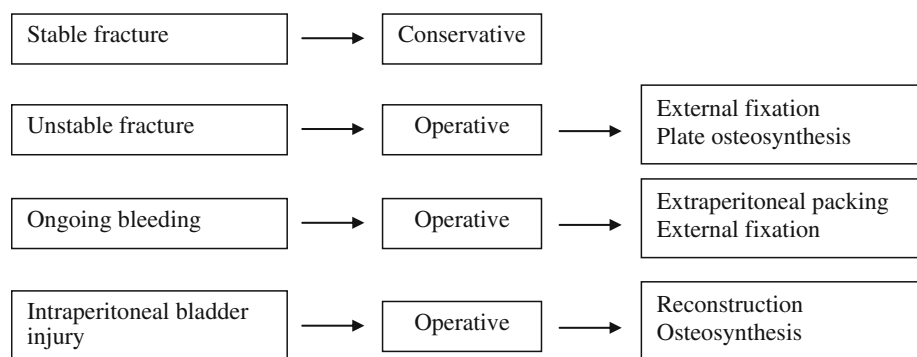 Stable fracture
Conservative
Unstable fracture
Operative
External fixation
Plate osteosynthesis
Ongoing bleeding
Operative
Extraperitoneal packing
External fixation
Intraperitoneal bladder
injury
Operative
Reconstruction
Osteosynthesis